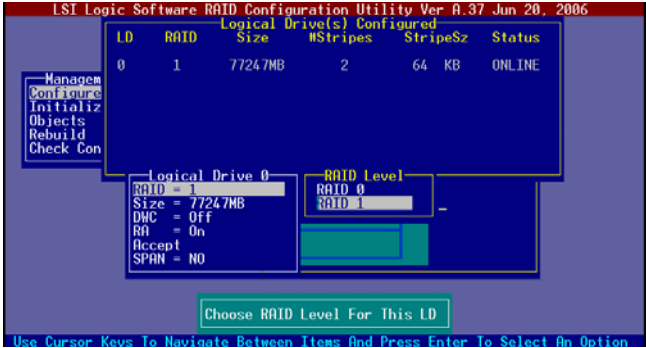 LSI Logic Software RAID Configuration Utility Ver A.37 Jun 20, 2006
Logical Drive(s) Configured
LD RAID Size #Stripes StripeSz Status
0 1 77247MB 2 64 KB ONLINE
Managem
Configure
Initializ
Objects
Rebuild
Check Con
Logical Drive 0
RAID = 1
Size = 77247MB
DWC = Off
RA = On
Accept
SPAN = NO
RAID Level
RAID 0
RAID 1
Choose RAID Level For This LD
Use Cursor Keys To Navigate Between Items And Press Enter To Select An Option